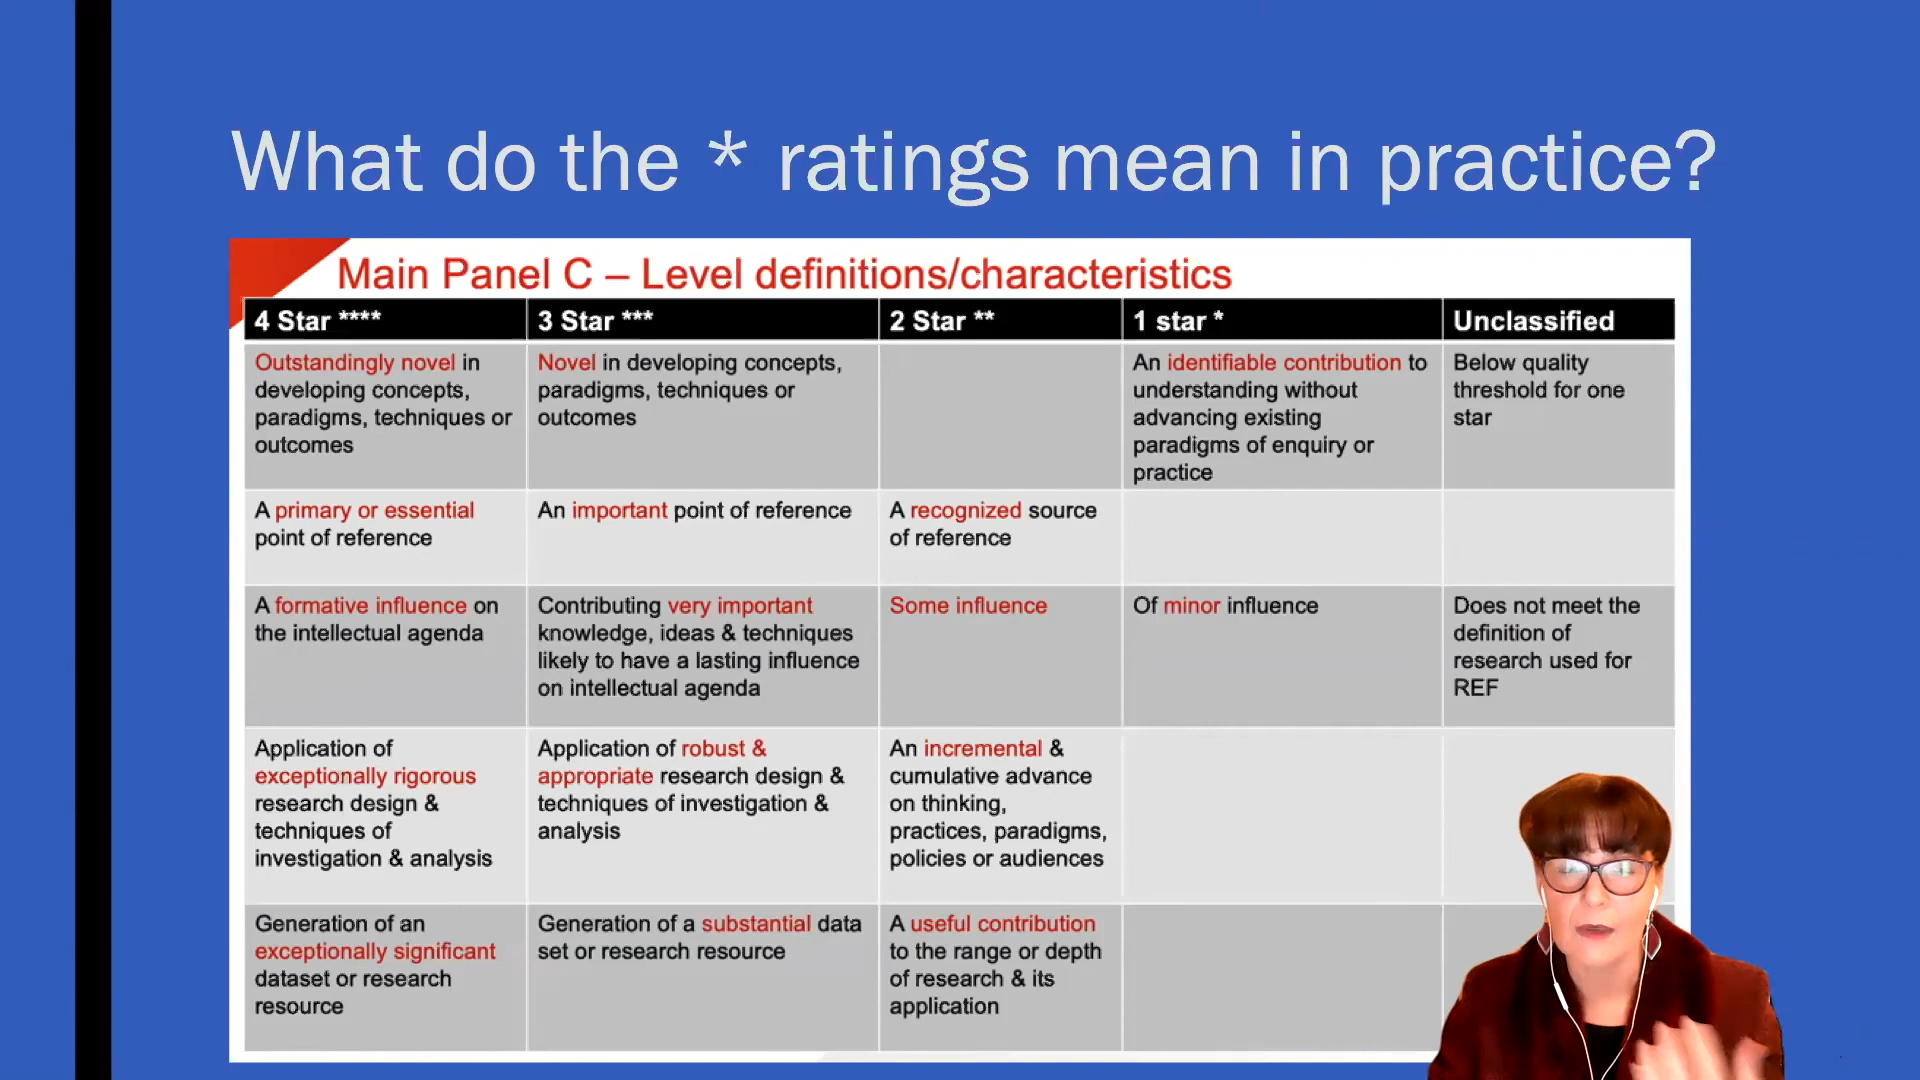 What do the * ratings mean in practice?
Main Panel C – Level definitions/characteristics
4 Star ****
3 Star ***
2 Star **
1 star *
Unclassified
Outstandingly novel in
developing concepts,
paradigms, techniques or
outcomes
Novel in developing concepts,
paradigms, techniques or
outcomes
An identifiable contribution to
understanding without
advancing existing
paradigms of enquiry or
practice
Below quality
threshold for one
star
A primary or essential
point of reference
An important point of reference
A recognized source
of reference
A formative influence on
the intellectual agenda
Contributing very important
knowledge, ideas & techniques
likely to have a lasting influence
on intellectual agenda
Some influence
Of minor influence
Does not meet the
definition of
research used for
REF
Application of
exceptionally rigorous
research design &
techniques of
investigation & analysis
Application of robust &
appropriate research design &
techniques of investigation &
analysis
An incremental &
cumulative advance
on thinking,
practices, paradigms,
policies or audiences
Generation of an
exceptionally significant
dataset or research
resource
Generation of a substantial data
set or research resource
A useful contribution
to the range or depth
of research & its
application